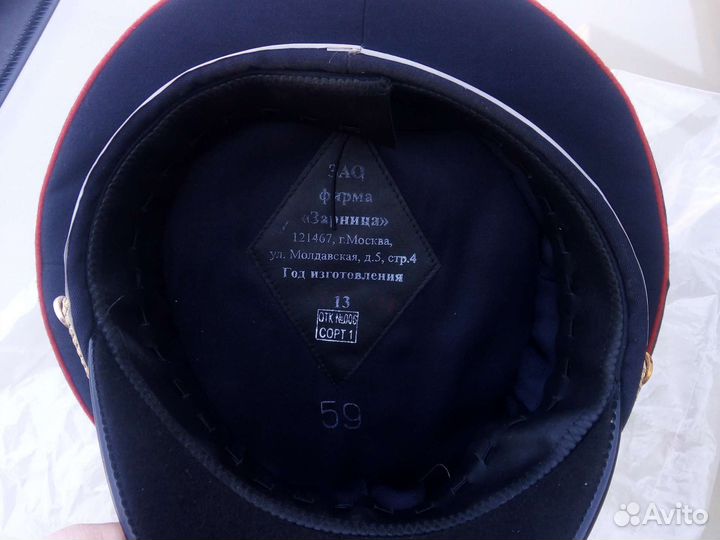 ЗАО
фирма
«Зарница»
121467, г.Москва,
ул. Молдавская, д.5, стр.4
Год изготовления
13
ОТК №006
СОРТ 1
59
Avito